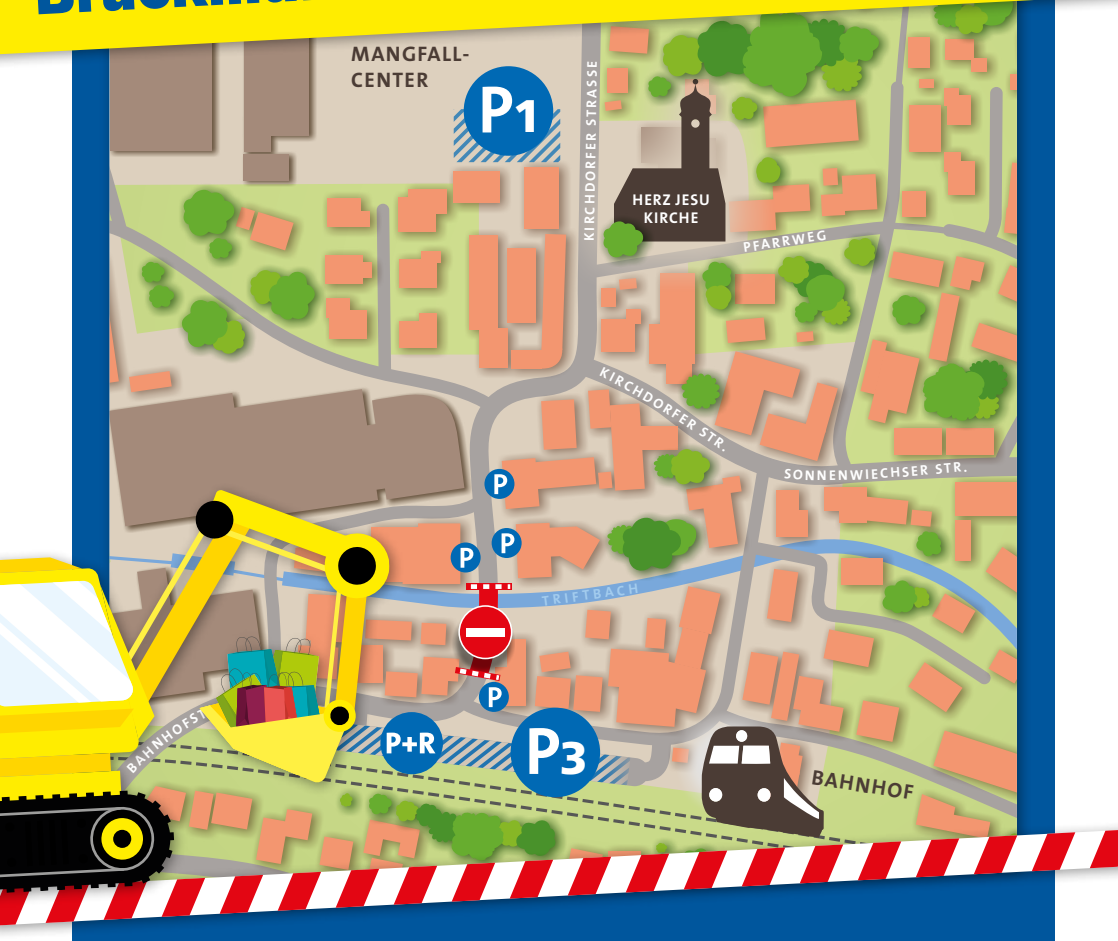 MANGFALL-
CENTER
P1
KIRCHDORFER STRASSE
HERZ JESU
KIRCHE
PFARRWEG
KIRCHDORFER STR.
SONNENWIECHSER STR.
P
P
P
TRIFTBACH
P
P+R
P3
BAHNHOF